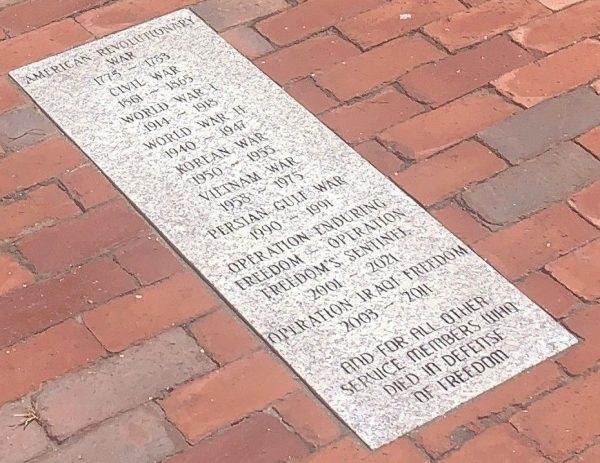 AMERICAN REVOLUTIONARY
WAR
1775 - 1783
CIVIL WAR
1861 - 1865
WORLD WAR I
1914 - 1918
WORLD WAR II
1940 - 1947
KOREAN WAR
1950 - 1955
VIETNAM WAR
1958 - 1975
PERSIAN GULF WAR
1990 - 1991
OPERATION ENDURING
FREEDOM - OPERATION
FREEDOM'S SENTINEL
2001 - 2021
OPERATION IRAQI FREEDOM
2003 - 2011
AND FOR ALL OTHER
SERVICE MEMBERS WHO
DIED IN DEFENSE
OF FREEDOM